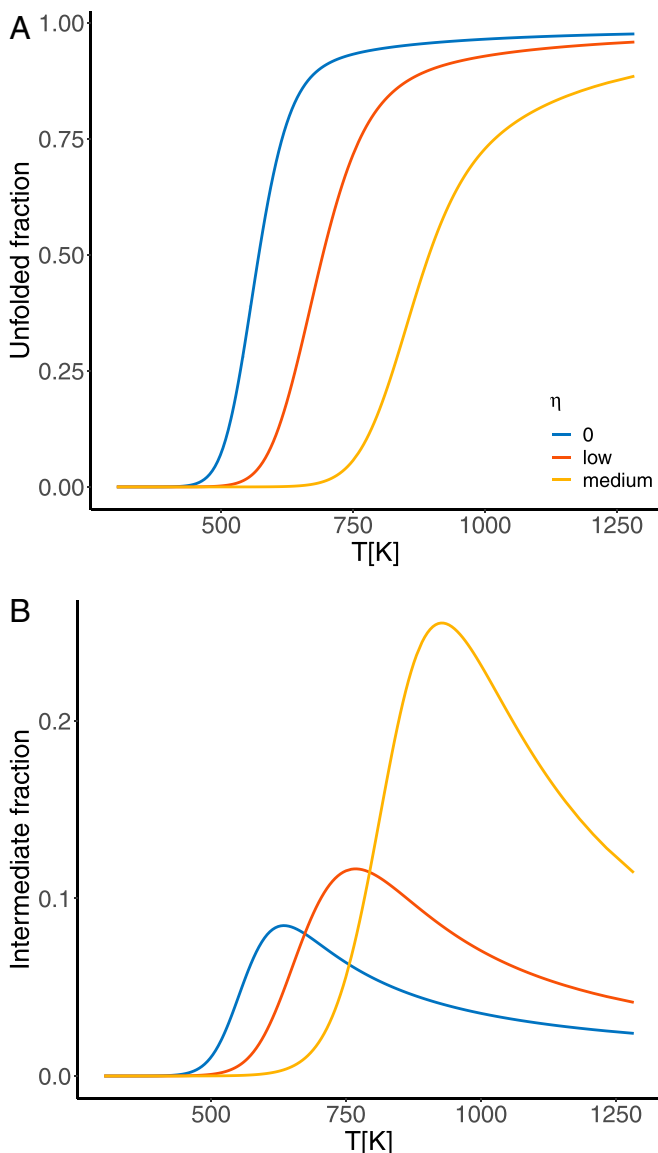 A
1.00
0.75
0.50
0.25
0.00
Unfolded fraction
η
0
low
medium
500
750
1000
1250
T[K]
B
0.2
0.1
0.0
Intermediate fraction
500
750
1000
1250
T[K]